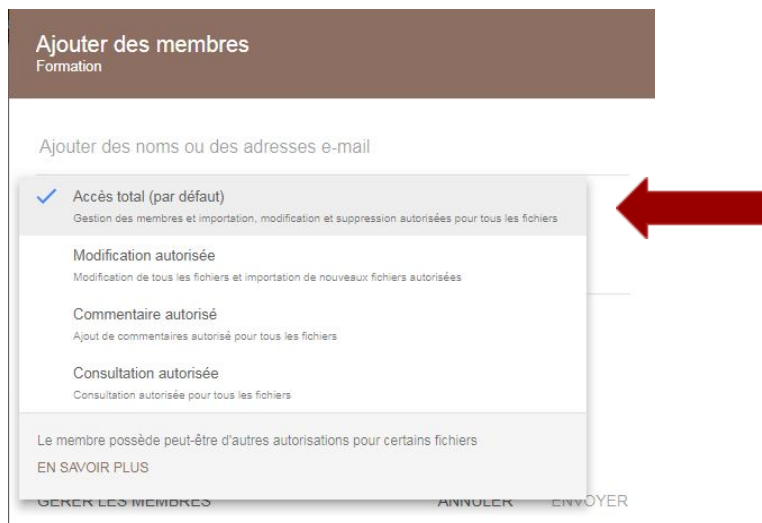 Ajouter des membres
Formation
Ajouter des noms ou des adresses e-mail
Accès total (par défaut)
Gestion des membres et importation, modification et suppression autorisées pour tous les fichiers
Modification autorisée
Modification de tous les fichiers et importation de nouveaux fichiers autorisées
Commentaire autorisé
Ajout de commentaires autorisé pour tous les fichiers
Consultation autorisée
Consultation autorisée pour tous les fichiers
Le membre possède peut-être d'autres autorisations pour certains fichiers
EN SAVOIR PLUS
GERER LES MEMBRES ANNULER ENVOYER